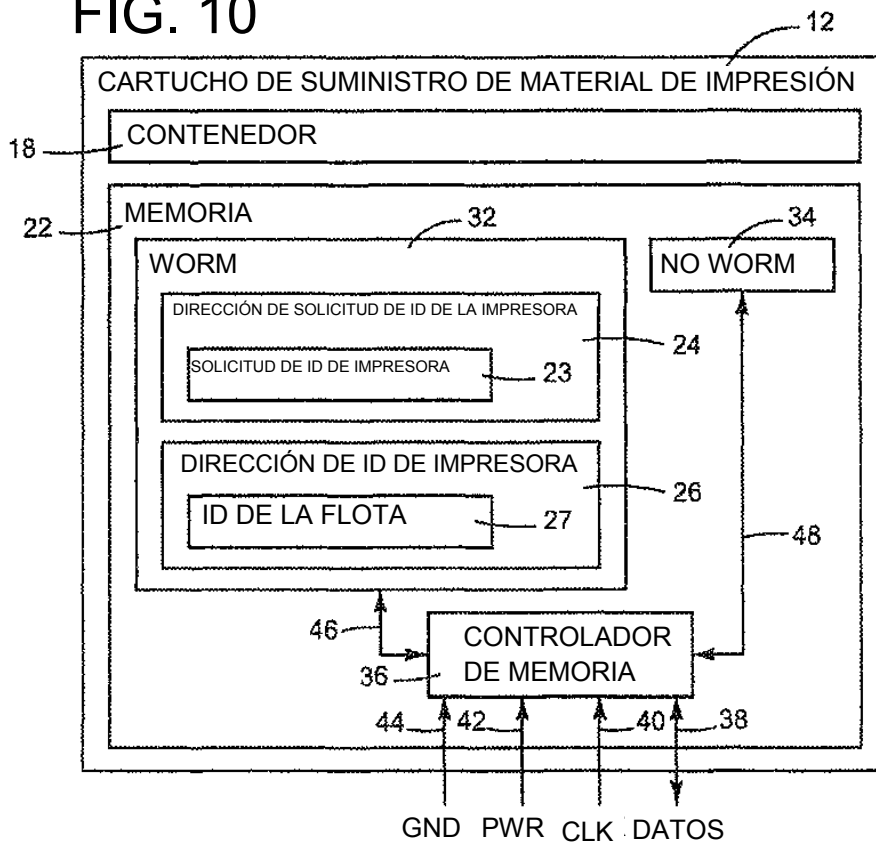 FIG. 10
12
CARTUCHO DE SUMINISTRO DE MATERIAL DE IMPRESIÓN
18
CONTENEDOR
22
MEMORIA
32
34
WORM
NO WORM
DIRECCIÓN DE SOLICITUD DE ID DE LA IMPRESORA
24
SOLICITUD DE ID DE IMPRESORA
23
DIRECCIÓN DE ID DE IMPRESORA
26
ID DE LA FLOTA
27
48
46
CONTROLADOR
DE MEMORIA
36
44
42
40
38
GND
PWR
CLK
DATOS